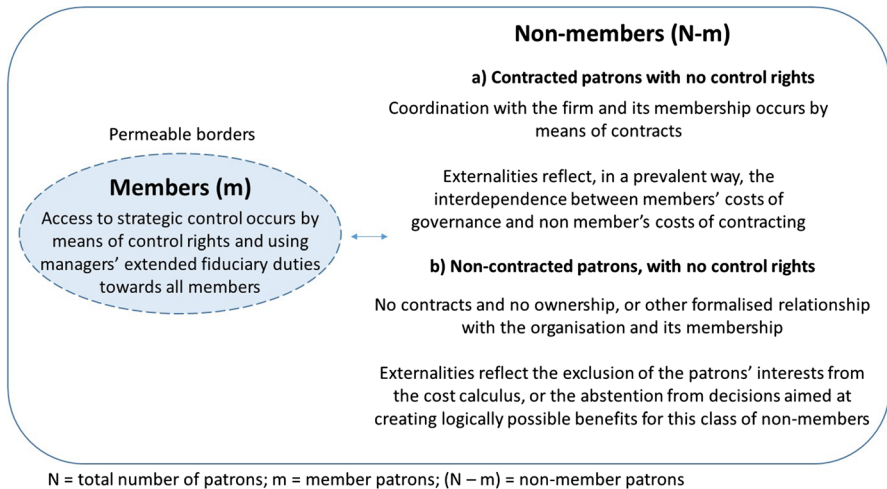 Permeable borders
Members (m)
Access to strategic control occurs by
means of control rights and using
managers' extended fiduciary duties
towards all members
Non-members (N-m)
a) Contracted patrons with no control rights
Coordination with the firm and its membership occurs by
means of contracts
Externalities reflect, in a prevalent way, the
interdependence between members' costs of
governance and non member's costs of contracting
b) Non-contracted patrons, with no control rights
No contracts and no ownership, or other formalised relationship
with the organisation and its membership
Externalities reflect the exclusion of the patrons' interests from
the cost calculus, or the abstention from decisions aimed at
creating logically possible benefits for this class of non-members
N = total number of patrons; m = member patrons; (N – m) = non-member patrons